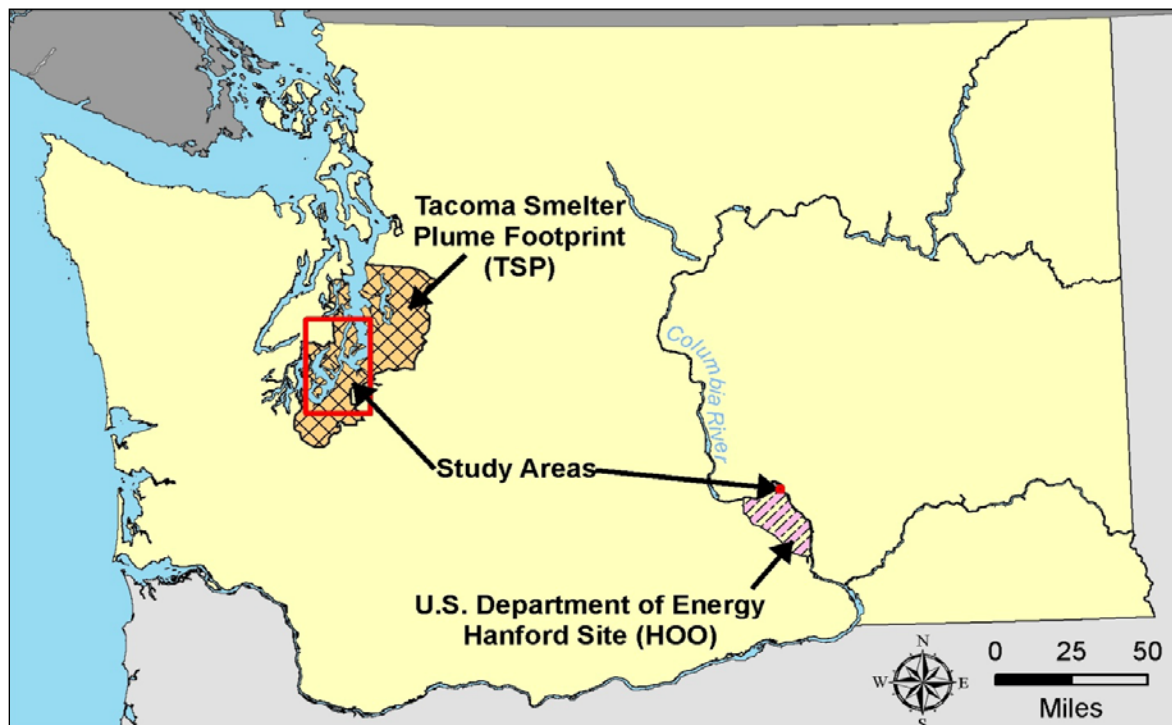 Tacoma Smelter
Plume Footprint
(TSP)
Columbia River
Study Areas
U.S. Department of Energy
Hanford Site (HOO)
N
W
E
S
0 25 50
Miles